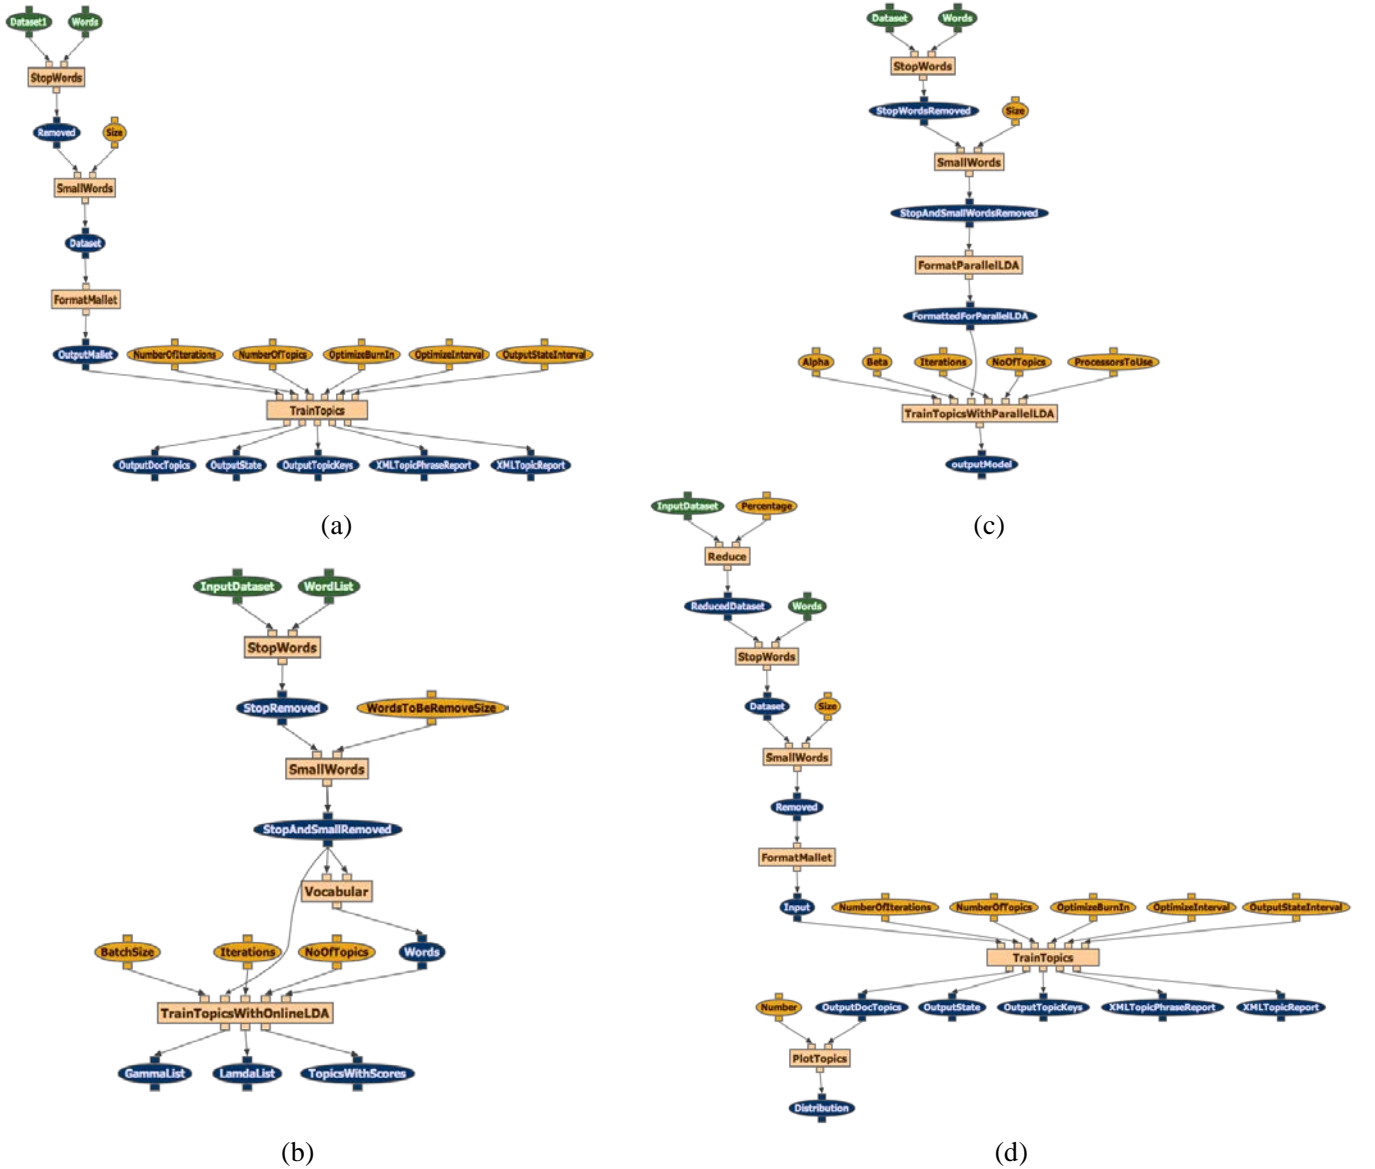 Dataset1 Words
StopWords
Removed Size
SmallWords
Dataset
FormatMallet
OutputMallet NumberOfIterations NumberOfTopics OptimizeBurnIn OptimizeInterval OutputStateInterval
TrainTopics
OutputDocTopics OutputState OutputTopicKeys XMLTopicPhraseReport XMLTopicReport
(a)
InputDataset WordList
StopWords
StopRemoved WordsToBeRemoveSize
SmallWords
StopAndSmallRemoved
Vocabular
BatchSize Iterations NoOfTopics Words
TrainTopicsWithOnlineLDA
GammaList LamdaList TopicsWithScores
(b)
Dataset Words
StopWords
StopWordsRemoved Size
SmallWords
StopAndSmallWordsRemoved
FormatParallelLDA
FormattedForParallelLDA
Alpha Beta Iterations NoOfTopics ProcessorsToUse
TrainTopicsWithParallelLDA
outputModel
(c)
InputDataset Percentage
Reduce
ReducedDataset Words
StopWords
Dataset Size
SmallWords
Removed
FormatMallet
Input NumberOfIterations NumberOfTopics OptimizeBurnIn OptimizeInterval OutputStateInterval
TrainTopics
Number OutputDocTopics OutputState OutputTopicKeys XMLTopicPhraseReport XMLTopicReport
PlotTopics
Distribution
(d)